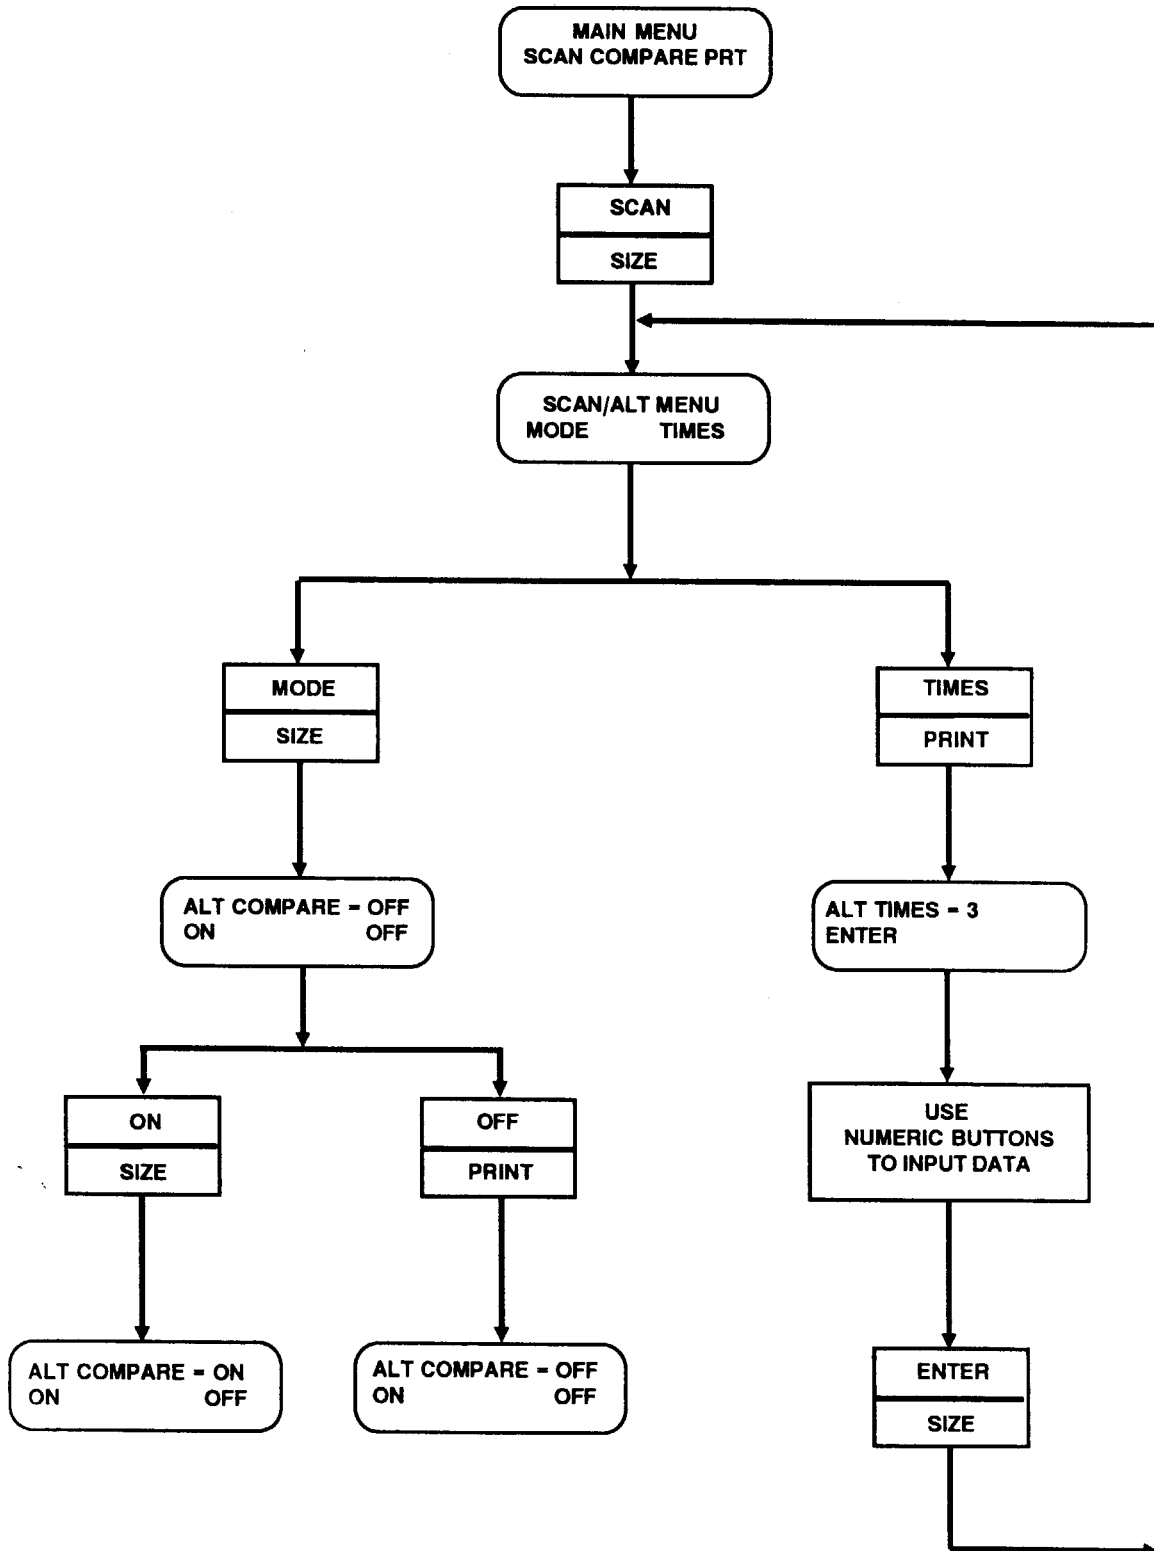 MAIN MENU
SCAN COMPARE PRT
SCAN
SIZE
SCAN/ALT MENU
MODE TIMES
MODE
SIZE
TIMES
PRINT
ALT COMPARE = OFF
ON OFF
ALT TIMES = 3
ENTER
ON
SIZE
OFF
PRINT
USE
NUMERIC BUTTONS
TO INPUT DATA
ALT COMPARE = ON
ON OFF
ALT COMPARE = OFF
ON OFF
ENTER
SIZE